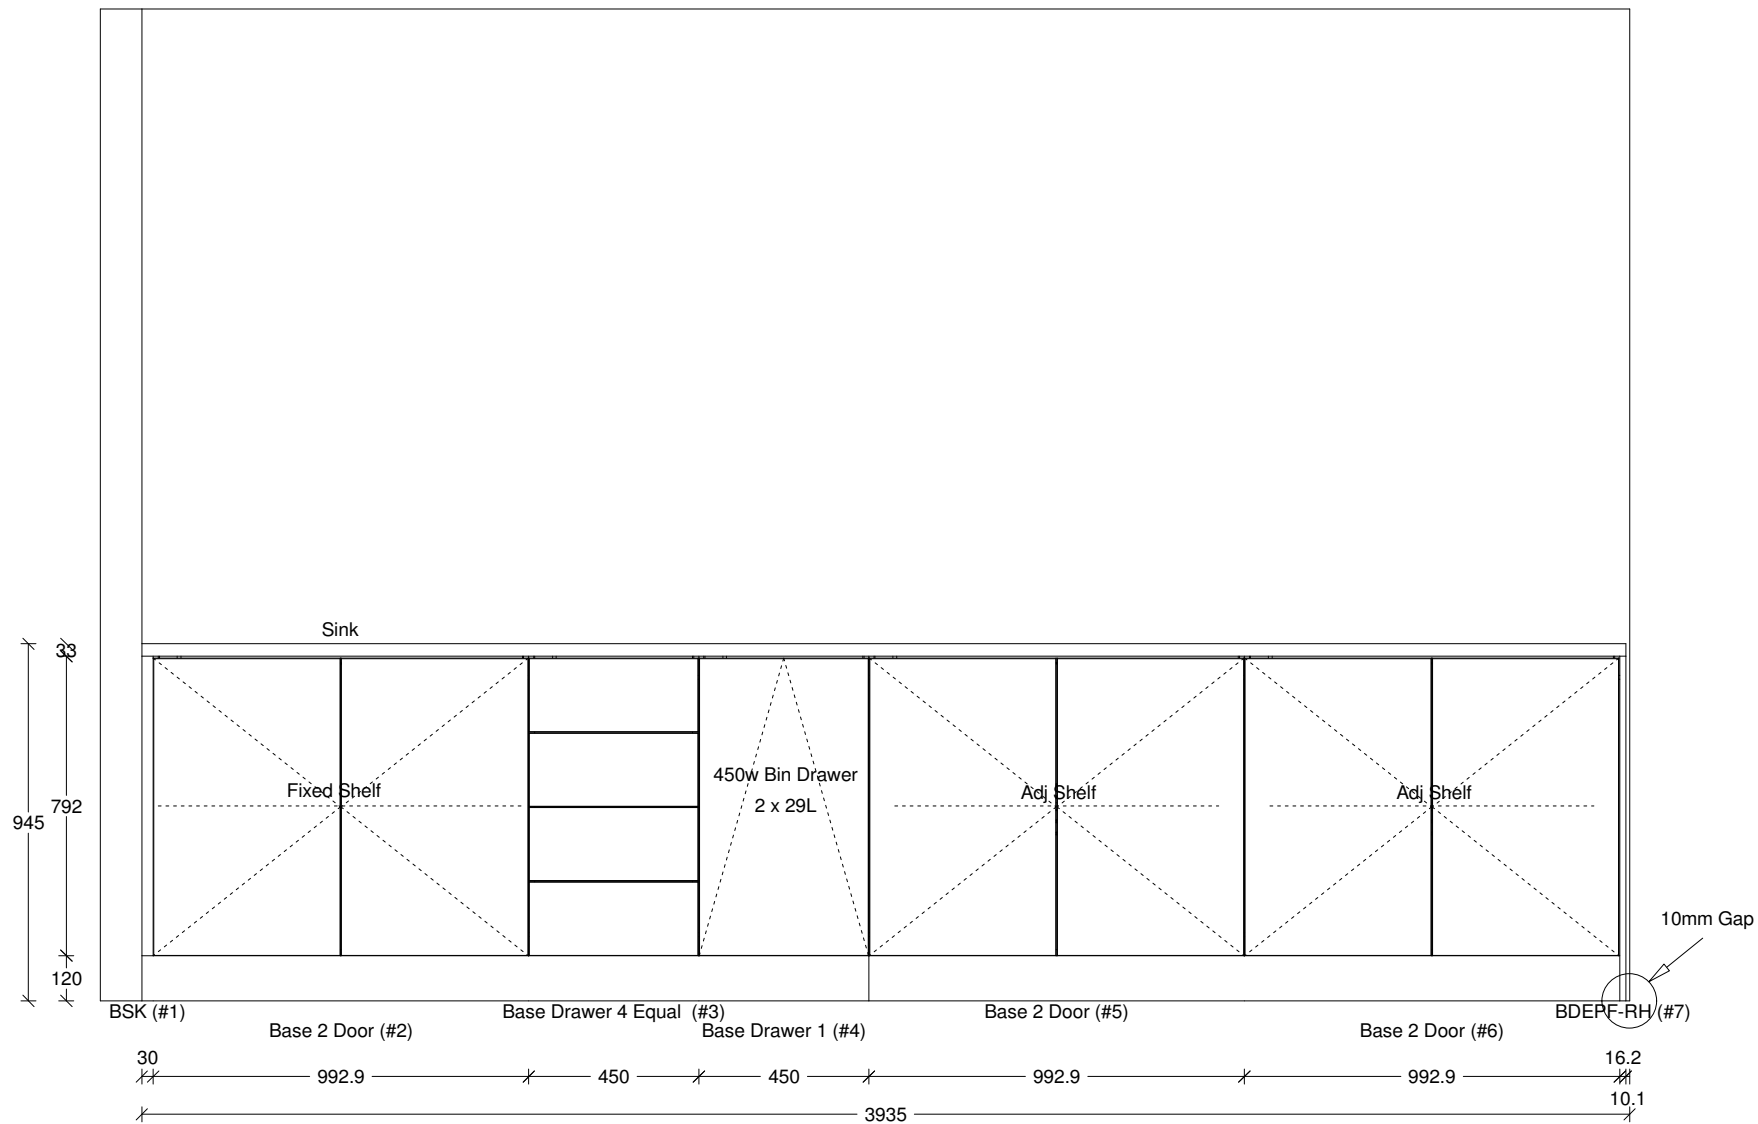 Sink
33
792
945
120
Fixed Shelf
450w Bin Drawer
2 x 29L
Adj Shelf
Adj Shelf
10mm Gap
BSK (#1)
Base 2 Door (#2)
Base Drawer 4 Equal (#3)
Base Drawer 1 (#4)
Base 2 Door (#5)
Base 2 Door (#6)
BDEPF-RH (#7)
30
992.9
450
450
992.9
992.9
16.2
10.1
3935